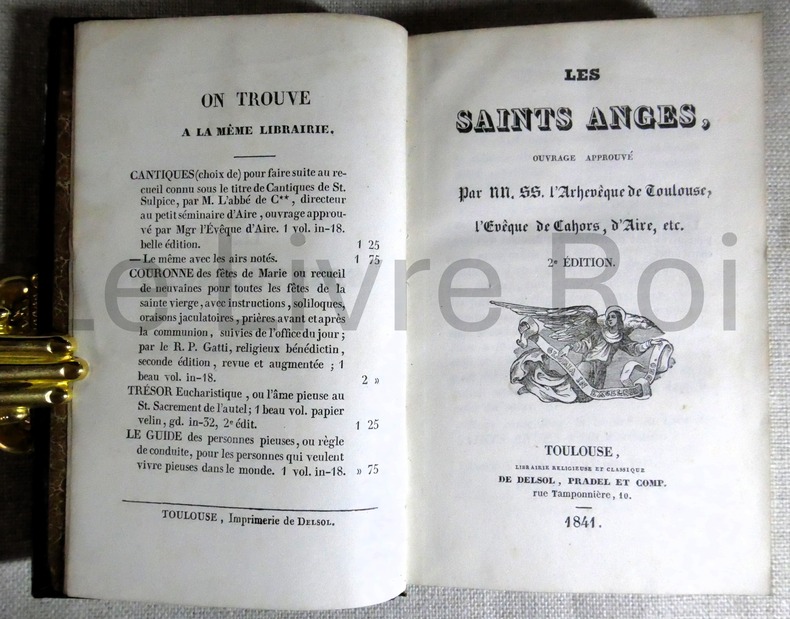 ON TROUVE
A LA MÊME LIBRAIRIE,
CANTIQUES (choix de) pour faire suite au re-
cueil connu sous le titre de Cantiques de St.
Sulpice, par M. L'abbé de C**, directeur
au petit séminaire d'Aire, ouvrage approu-
vé par Mgr l'Évêque d'Aire. 1 vol. in-18.
belle édition. 1 25
—Le même avec les airs notés. 1 75
COURONNE des fêtes de Marie ou recueil
de neuvaines pour toutes les fêtes de la
sainte vierge, avec instructions, soliloques,
oraisons jaculatoires, prières avant et après
la communion, suivies de l'office du jour;
par le R. P. Gatti, religieux bénédictin,
seconde édition, revue et augmentée; 1
beau vol. in-18. 2 »
TRÉSOR Eucharistique, ou l'âme pieuse au
St. Sacrement de l'autel; 1 beau vol. papier
velin, gd. in-32, 2e édit. 1 25
LE GUIDE des personnes pieuses, ou règle
de conduite, pour les personnes qui veulent
vivre pieuses dans le monde. 1 vol. in-18. » 75
TOULOUSE, Imprimerie de DELSOL.
LES
SAINTS ANGES,
OUVRAGE APPROUVÉ
Par NN. SS. l'Arhevêque de Toulouse,
l'Evêque de Cahors, d'Aire, etc.
2e ÉDITION.
TOULOUSE,
LIBRAIRIE RELIGIEUSE ET CLASSIQUE
DE DELSOL, PRADEL ET COMP.
rue Tamponnière, 10.
1841.
Le Livre Roi